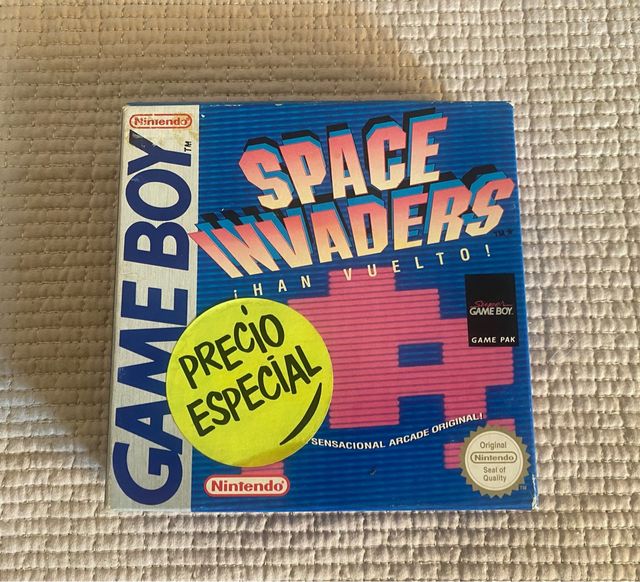 Nintendo
GAME BOY TM
SPACE
INVADERS TM
¡HAN VUELTO!
Super
GAME BOY
GAME PAK
PRECIO
ESPECIAL
SENSACIONAL ARCADE ORIGINAL!
Nintendo
Original
Nintendo
Seal of
Quality
TM